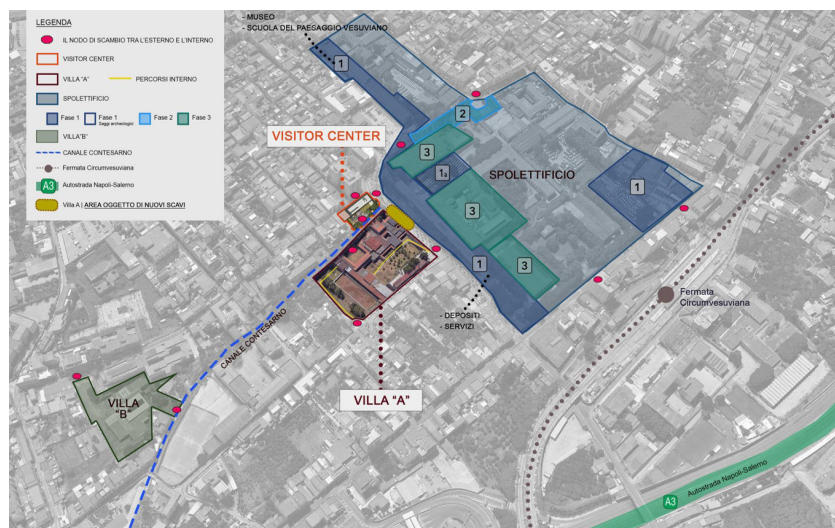 LEGENDA
IL NODO DI SCAMBIO TRA L'ESTERNO E L'INTERNO
VISITOR CENTER
VILLA "A"
PERCORSI INTERNO
SPOLETTIFICIO
Fase 1
Fase 1
Saggi archeologici
Fase 2
Fase 3
VILLA"B"
CANALE CONTESARNO
Fermata Circumvesuviana
A3
Autostrada Napoli-Salerno
Villa A | AREA OGGETTO DI NUOVI SCAVI
- MUSEO
- SCUOLA DEL PAESAGGIO VESUVIANO
1
2
VISITOR CENTER
3
1a
SPOLETTIFICIO
1
3
1
3
- DEPOSITI
- SERVIZI
Fermata
Circumvesuviana
CANALE CONTESARNO
VILLA "A"
VILLA
"B"
A3
Autostrada Napoli-Salerno